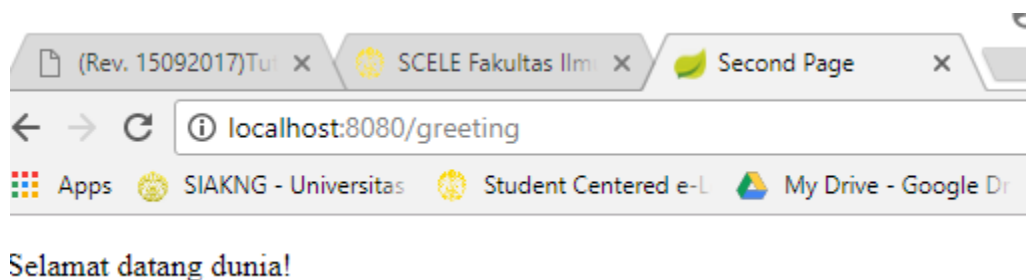 (Rev. 15092017)Tut
SCELE Fakultas Ilm
Second Page
localhost:8080/greeting
Apps
SIAKNG - Universitas
Student Centered e-L
My Drive - Google Dr
Selamat datang dunia!